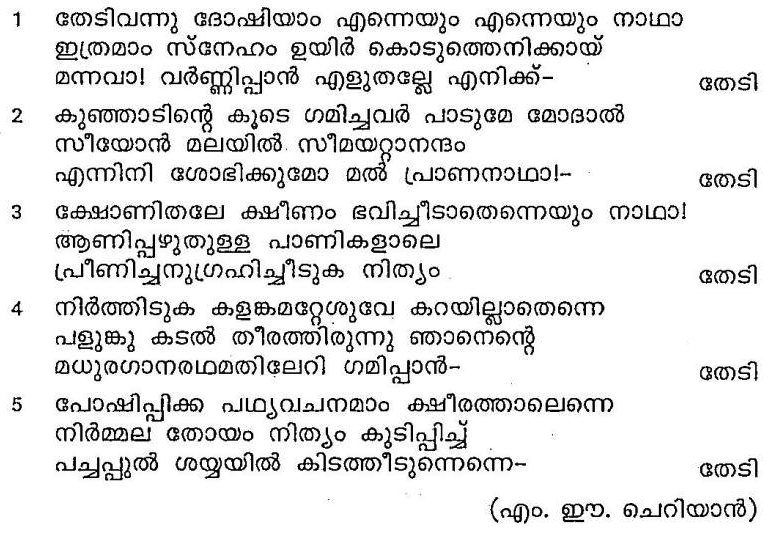 1 തേടിവന്നു ദോഷിയാം എന്നെയും എന്നെയും നാഥാ
ഇത്രമാം സ്നേഹം ഉയിർ കൊടുത്തെനിക്കായ്
മന്നവാ! വർണ്ണിപ്പാൻ എളുതല്ലേ എനിക്ക്- തേടി
2 കുഞ്ഞാടിന്റെ കൂടെ ഗമിച്ചവർ പാടുമേ മോദാൽ
സീയോൻ മലയിൽ സീമയറ്റാനന്ദം
എന്നിനി ശോഭിക്കുമോ മൽ പ്രാണനാഥാ!- തേടി
3 ക്ഷോണിതലേ ക്ഷീണം ഭവിച്ചീടാതെന്നെയും നാഥാ!
ആണിപ്പഴുതുള്ള പാണികളാലെ
പ്രീണിച്ചനുഗ്രഹിച്ചീടുക നിത്യം തേടി
4 നിർത്തിടുക കളങ്കമറ്റേശുവേ കറയില്ലാതെന്നെ
പളുങ്കു കടൽ തീരത്തിരുന്നു ഞാനെന്റെ
മധുരഗാനരഥമതിലേറി ഗമിപ്പാൻ- തേടി
5 പോഷിപ്പിക്ക പഥ്യവചനമാം ക്ഷീരത്താലെന്നെ
നിർമ്മല തോയം നിത്യം കുടിപ്പിച്ച്
പച്ചപ്പുൽ ശയ്യയിൽ കിടത്തീടുന്നെന്നെ- തേടി
(എം. ഈ. ചെറിയാൻ)